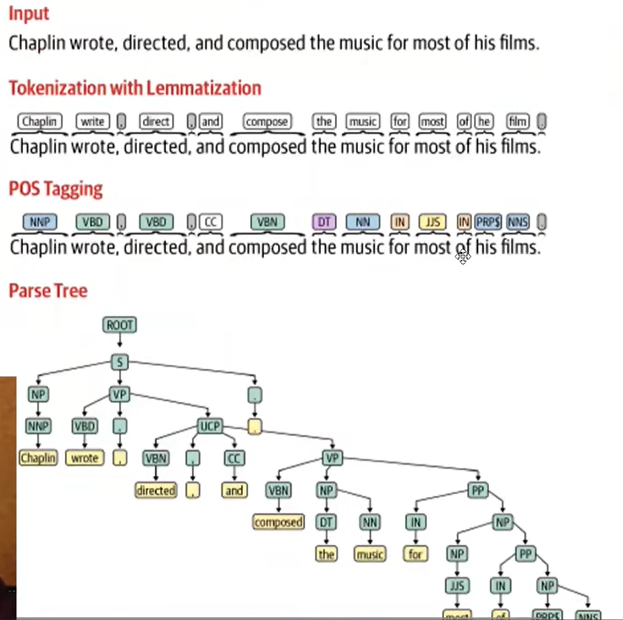 Input
Chaplin wrote, directed, and composed the music for most of his films.
Tokenization with Lemmatization
Chaplin write , direct , and compose the music for most of he film .
Chaplin wrote, directed, and composed the music for most of his films.
POS Tagging
NNP VBD , VBD , CC VBN DT NN IN JJS IN PRP$ NNS .
Chaplin wrote, directed, and composed the music for most of his films.
Parse Tree
ROOT
S
NP VP .
NNP VBD , UCP .
Chaplin wrote , VBN , CC VP
directed , and VBN NP PP
composed DT NN IN NP
the music for NP PP
JJS IN NP
most of PRP$ NNS